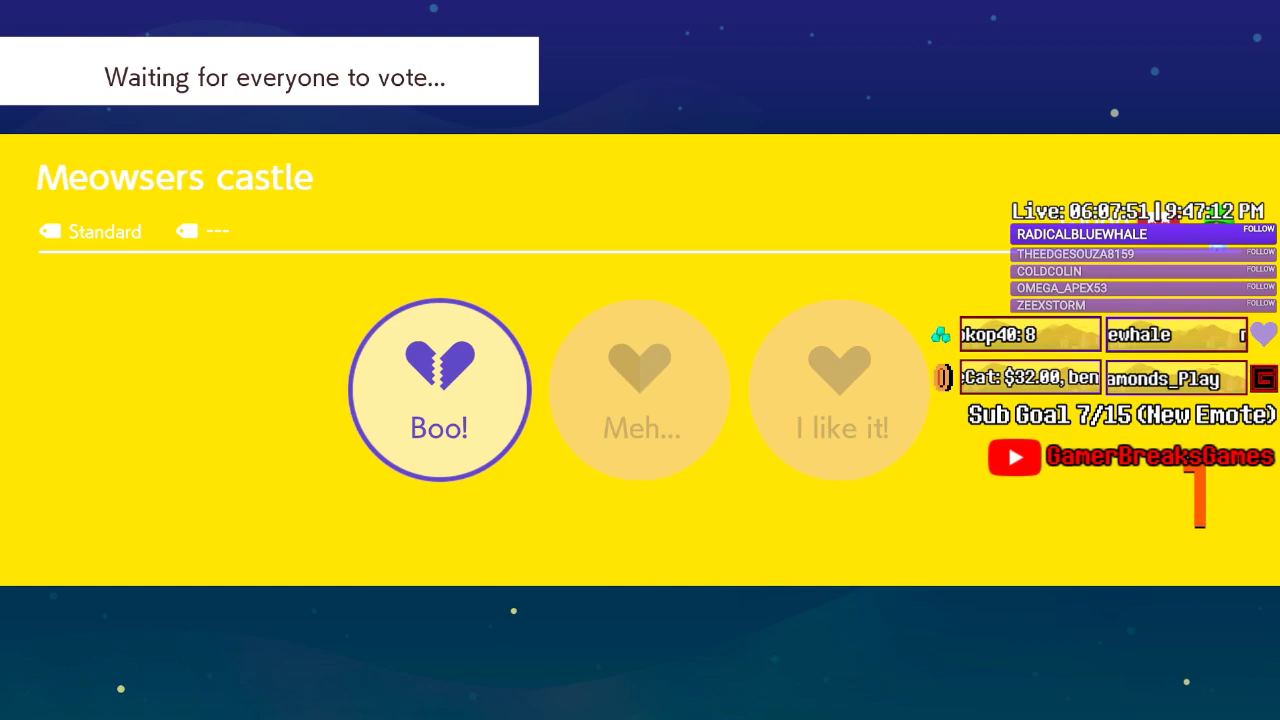 Waiting for everyone to vote...
Meowsers castle
Standard
---
Live: 06:07:51 | 9:47:12 PM
RADICALBLUEWHALE FOLLOW
THEEDGESOUZA8159 FOLLOW
COLDCOLIN FOLLOW
OMEGA_APEX53 FOLLOW
ZEEXSTORM FOLLOW
kop40: 8
ewhale
Cat: $32.00, ben
amonds_Play
Sub Goal 7/15 (New Emote)
Boo!
Meh...
I like it!
GamerBreaksGames
1